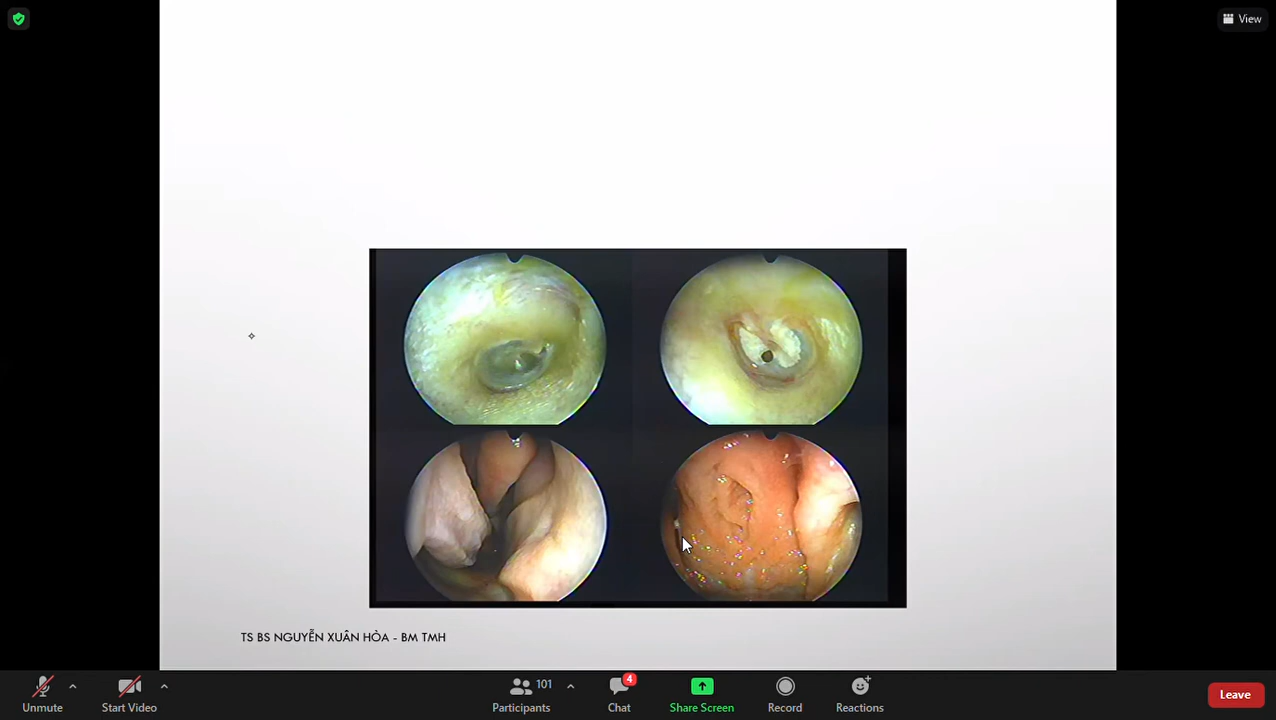 View
TS BS NGUYỄN XUÂN HÒA - BM TMH
101
4
Unmute
Start Video
Participants
Chat
Share Screen
Record
Reactions
Leave